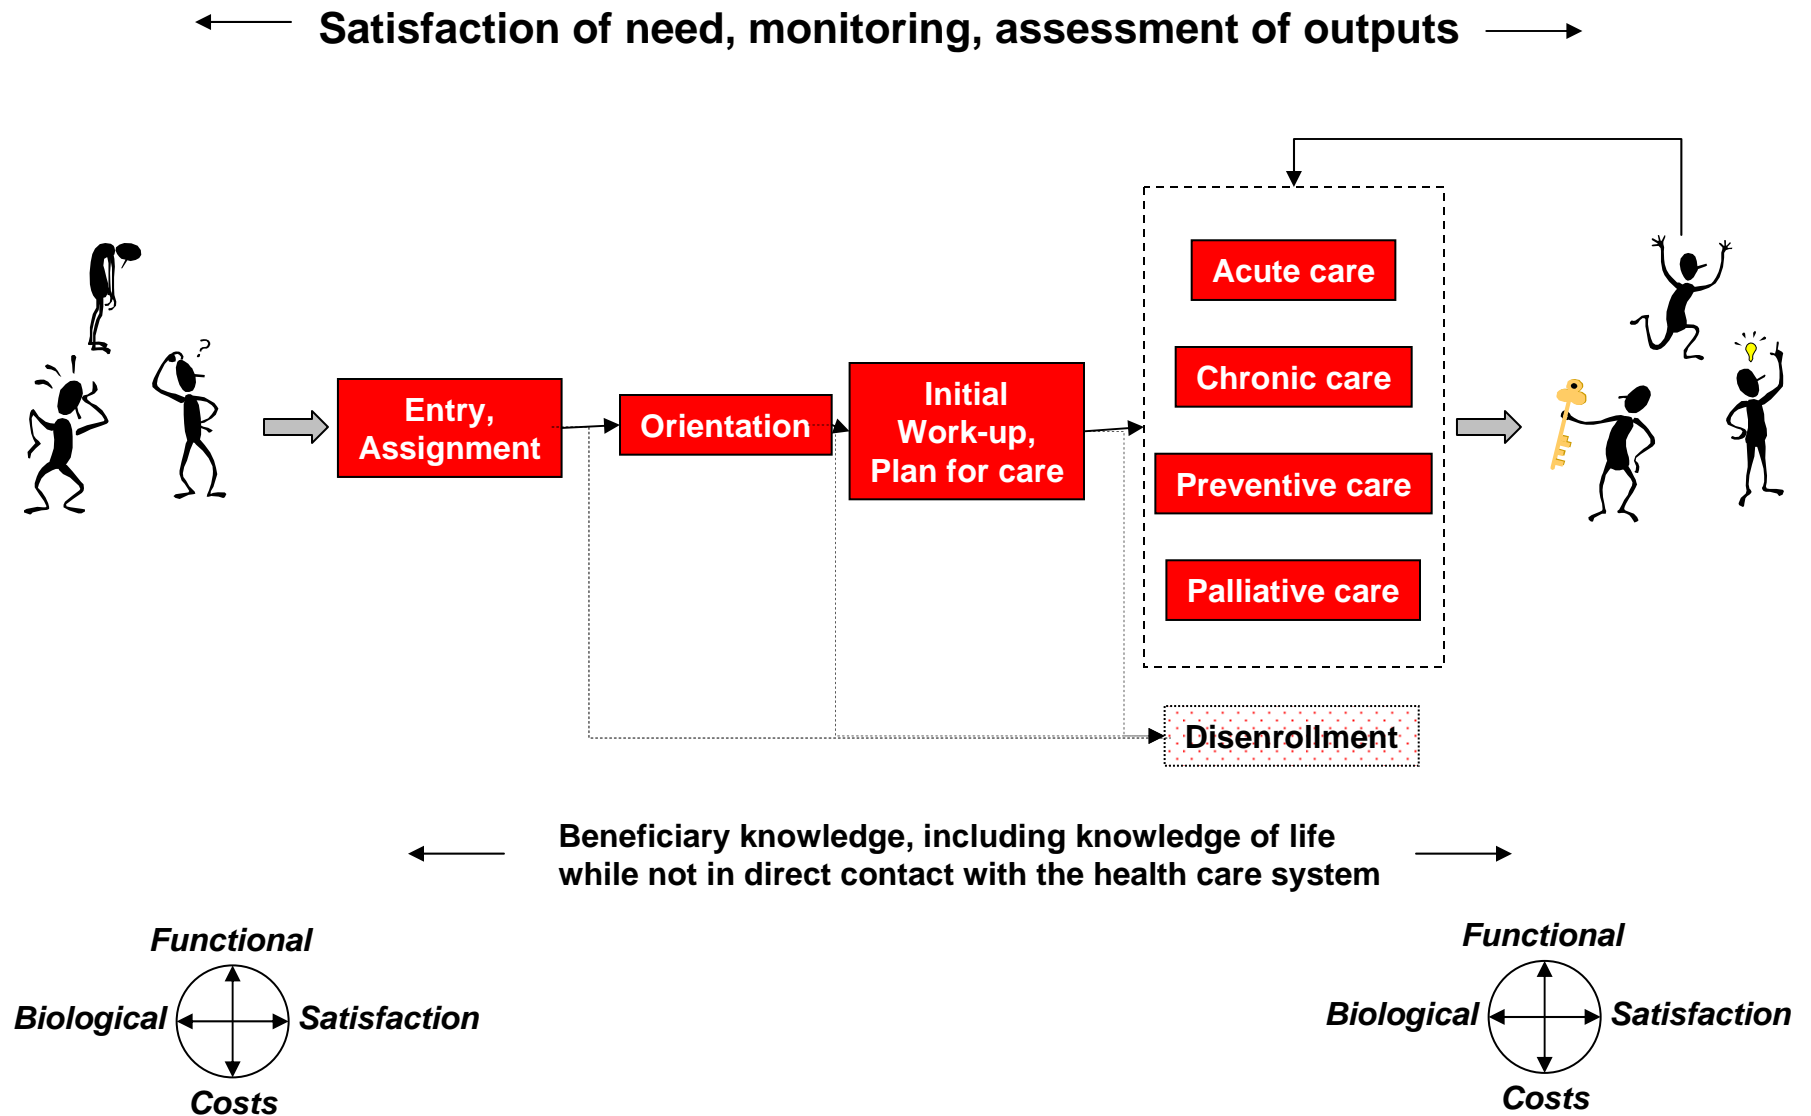 Satisfaction of need, monitoring, assessment of outputs
?
Entry,
Assignment
Orientation
Initial
Work-up,
Plan for care
Acute care
Chronic care
Preventive care
Palliative care
Disenrollment
Beneficiary knowledge, including knowledge of life
while not in direct contact with the health care system
Functional
Biological
Satisfaction
Costs
Functional
Biological
Satisfaction
Costs